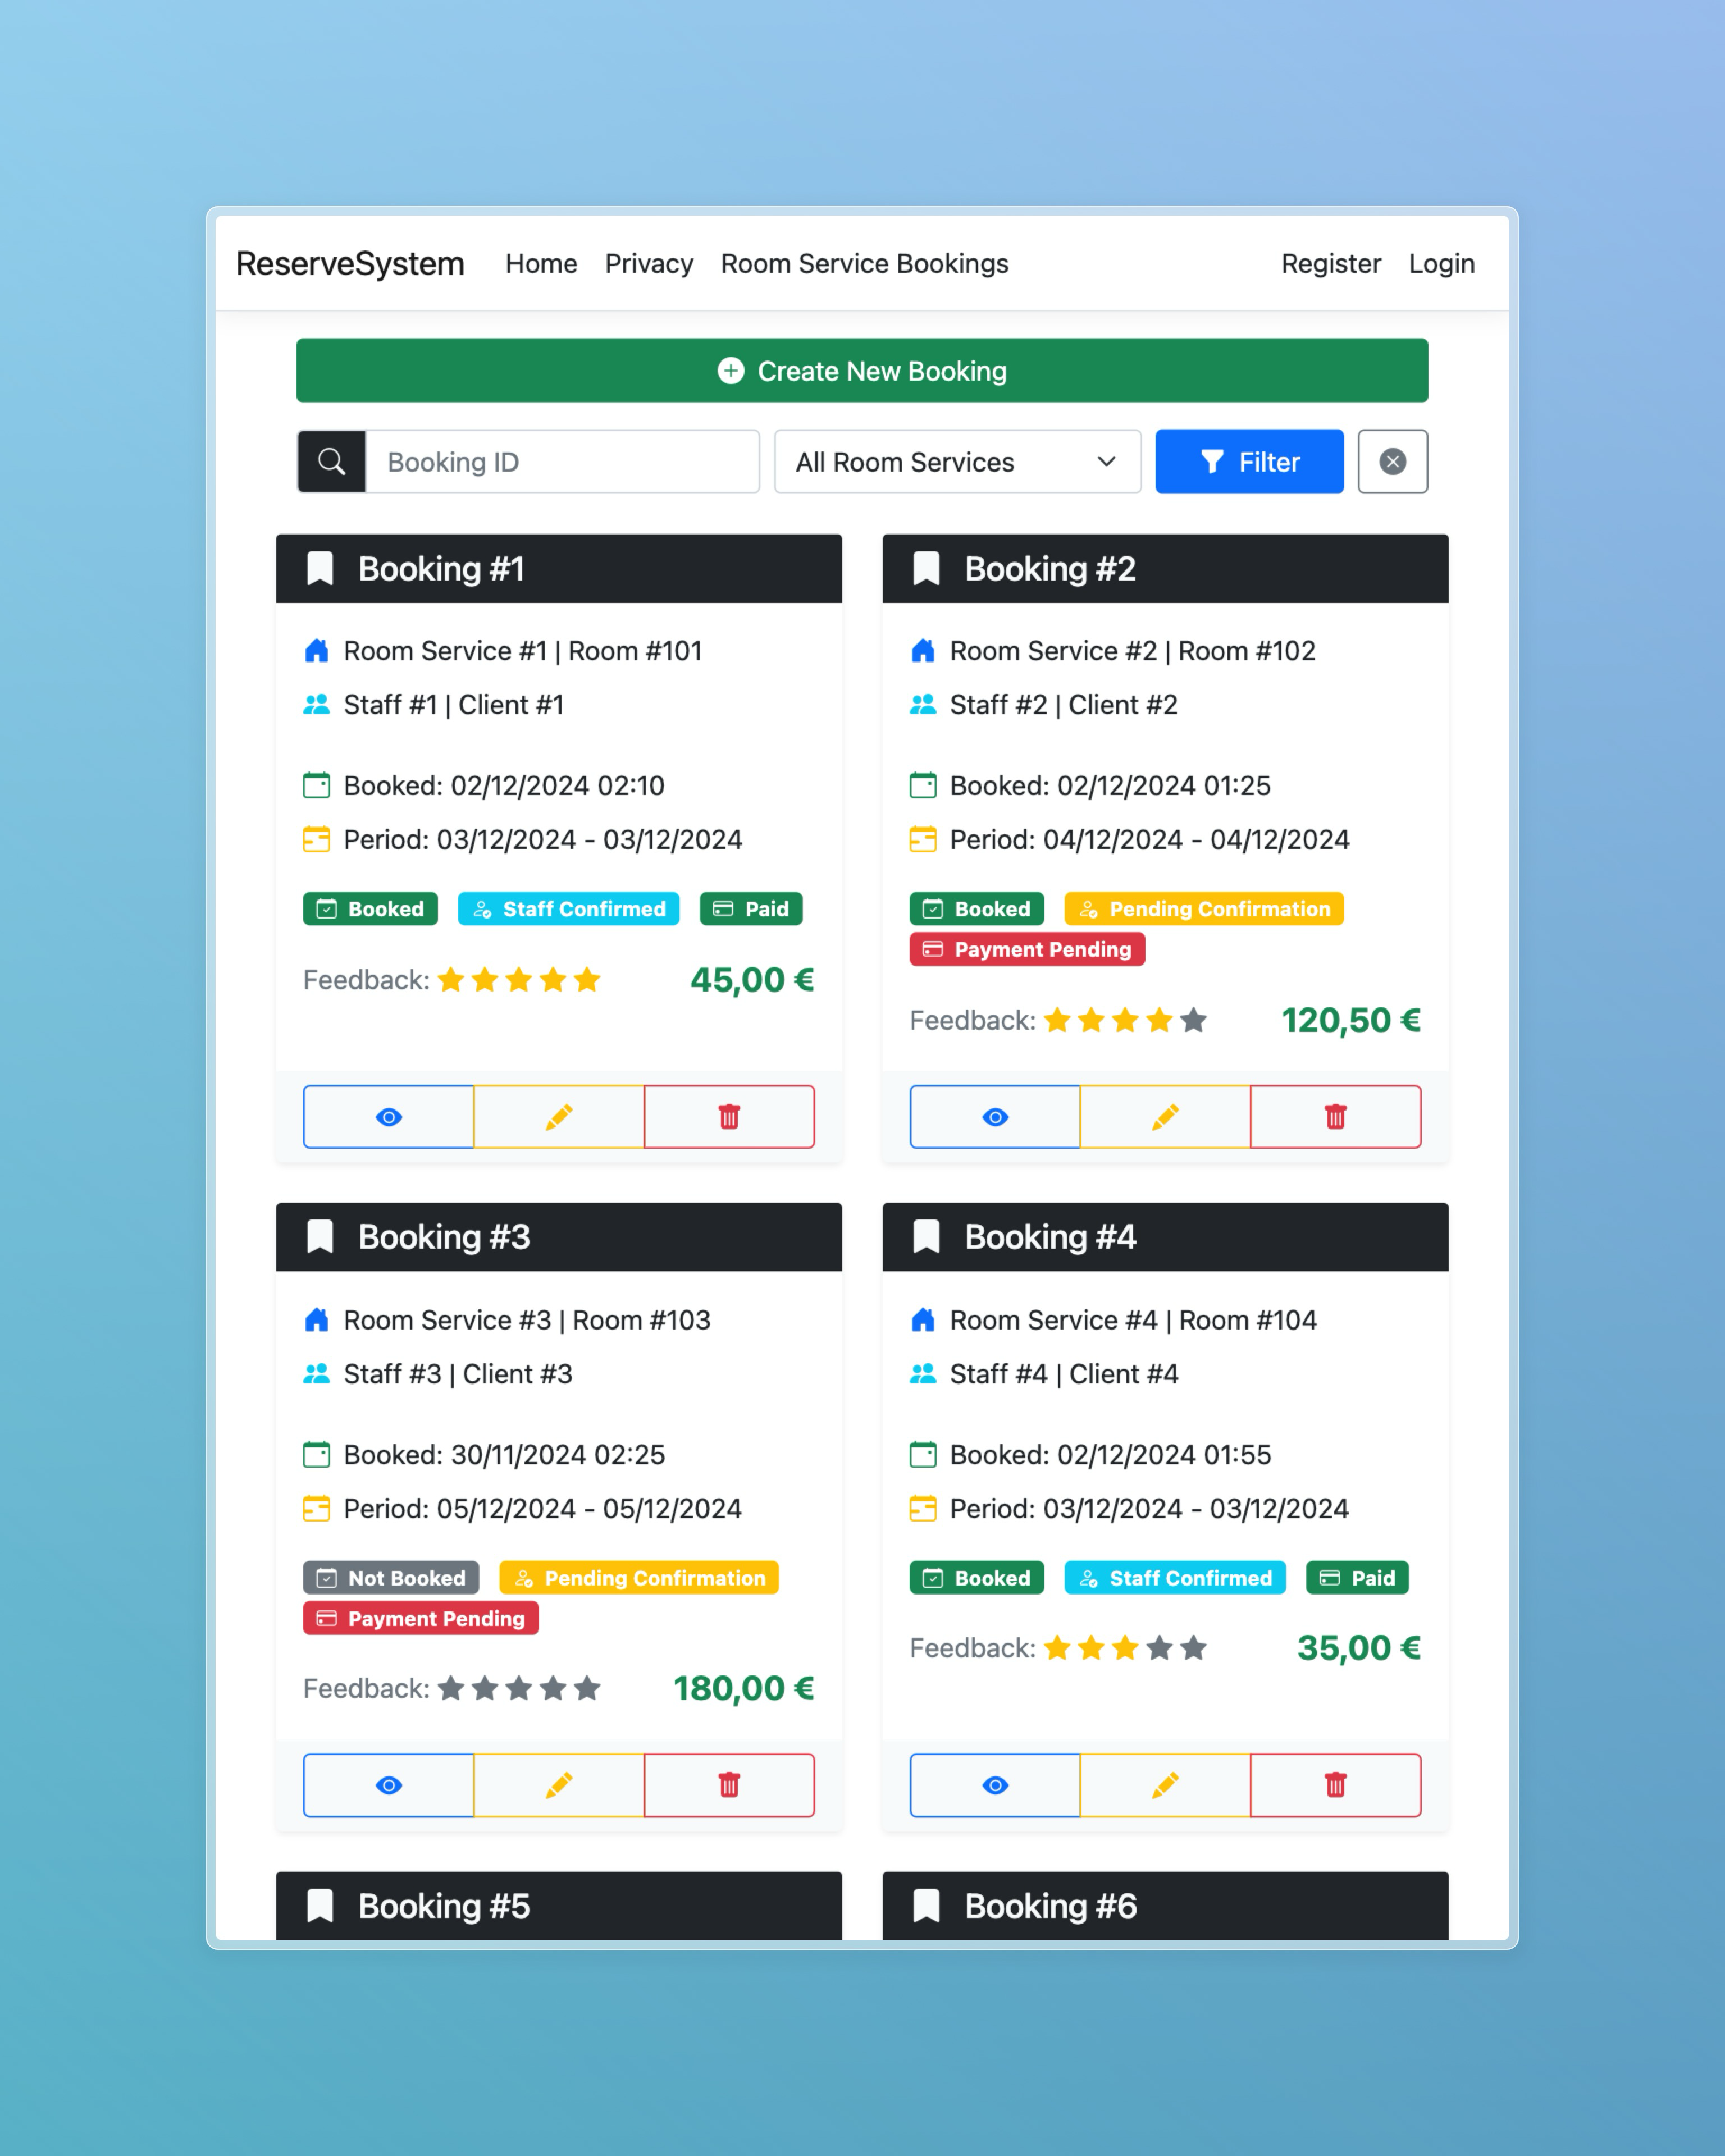 ReserveSystem Home Privacy Room Service Bookings Register Login
Create New Booking
Booking ID All Room Services Filter
Booking #1
Room Service #1 | Room #101
Staff #1 | Client #1
Booked: 02/12/2024 02:10
Period: 03/12/2024 - 03/12/2024
Booked Staff Confirmed Paid
Feedback: 45,00 €
Booking #2
Room Service #2 | Room #102
Staff #2 | Client #2
Booked: 02/12/2024 01:25
Period: 04/12/2024 - 04/12/2024
Booked Pending Confirmation
Payment Pending
Feedback: 120,50 €
Booking #3
Room Service #3 | Room #103
Staff #3 | Client #3
Booked: 30/11/2024 02:25
Period: 05/12/2024 - 05/12/2024
Not Booked Pending Confirmation
Payment Pending
Feedback: 180,00 €
Booking #4
Room Service #4 | Room #104
Staff #4 | Client #4
Booked: 02/12/2024 01:55
Period: 03/12/2024 - 03/12/2024
Booked Staff Confirmed Paid
Feedback: 35,00 €
Booking #5
Booking #6